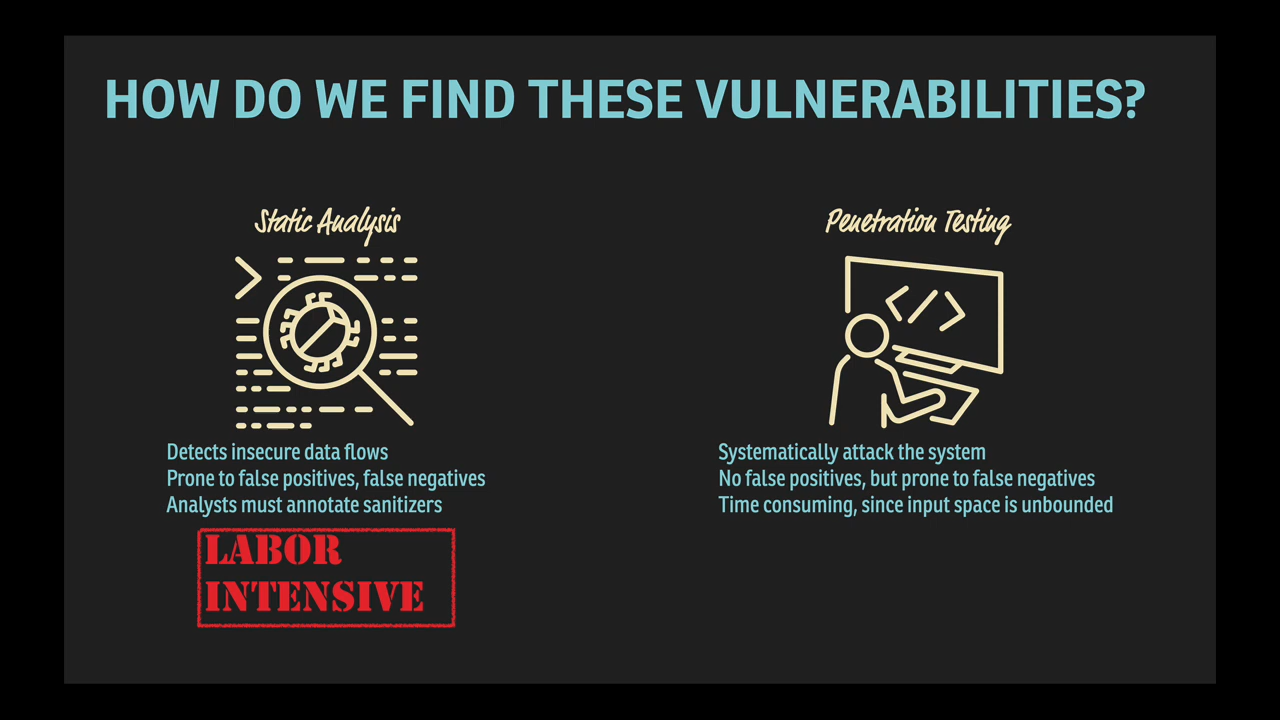 HOW DO WE FIND THESE VULNERABILITIES?
Static Analysis
Detects insecure data flows
Prone to false positives, false negatives
Analysts must annotate sanitizers
LABOR
INTENSIVE
Penetration Testing
</>
Systematically attack the system
No false positives, but prone to false negatives
Time consuming, since input space is unbounded